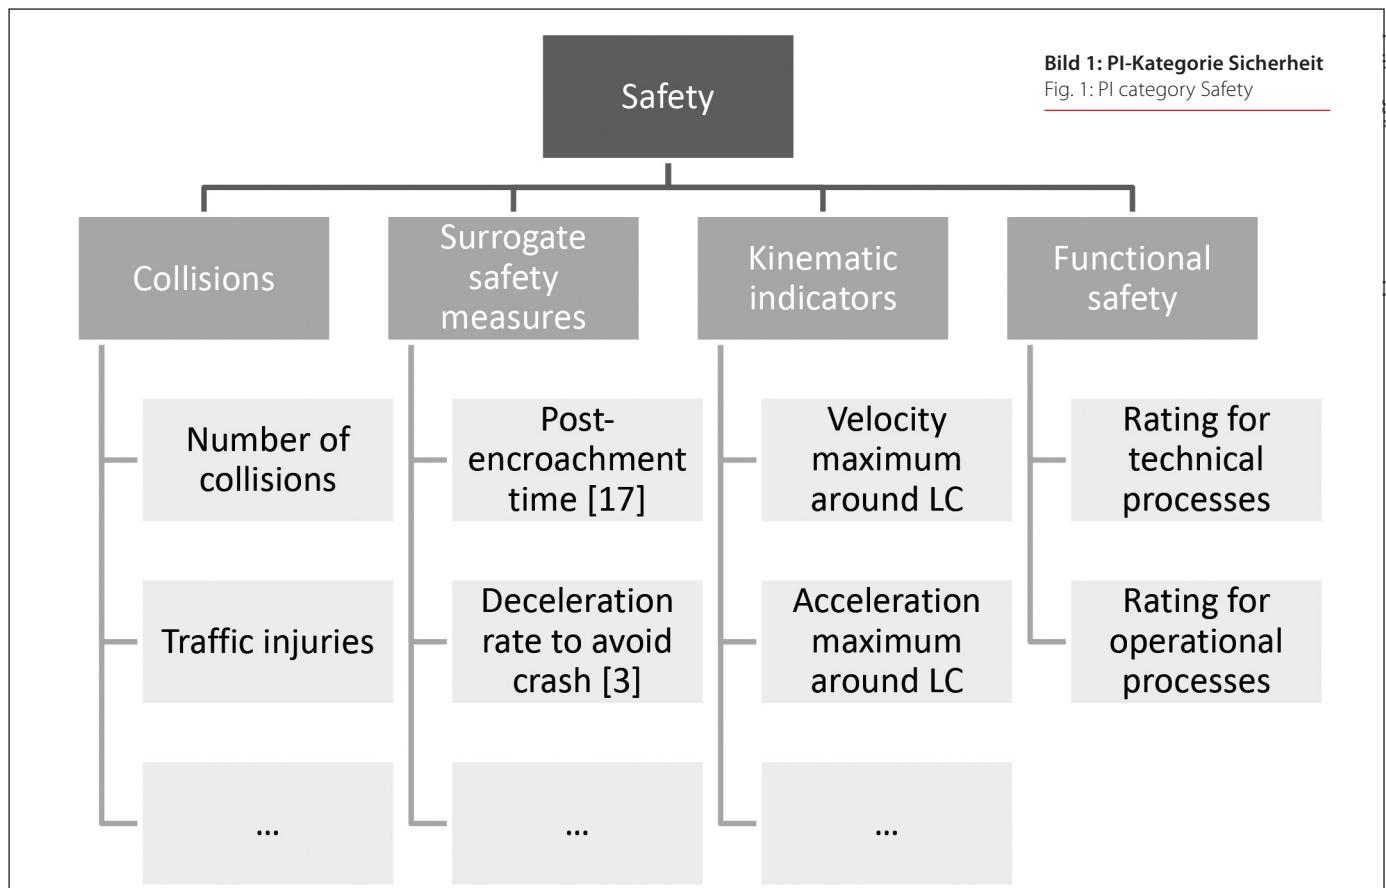 Safety
Bild 1: PI-Kategorie Sicherheit
Fig. 1: PI category Safety
Collisions
Surrogate
safety
measures
Kinematic
indicators
Functional
safety
Number of
collisions
Post-
encroachment
time [17]
Velocity
maximum
around LC
Rating for
technical
processes
Traffic injuries
Deceleration
rate to avoid
crash [3]
Acceleration
maximum
around LC
Rating for
operational
processes
...
...
...